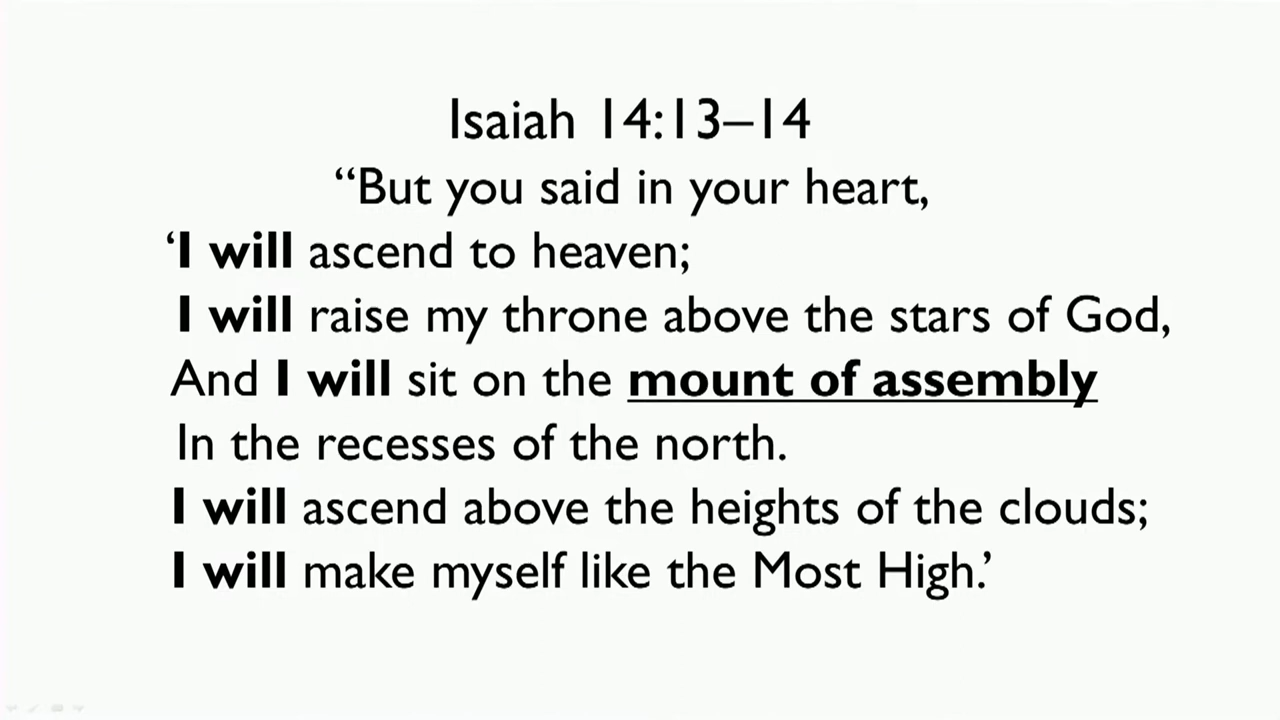 Isaiah 14:13–14
“But you said in your heart,
‘I will ascend to heaven;
I will raise my throne above the stars of God,
And I will sit on the mount of assembly
In the recesses of the north.
I will ascend above the heights of the clouds;
I will make myself like the Most High.’